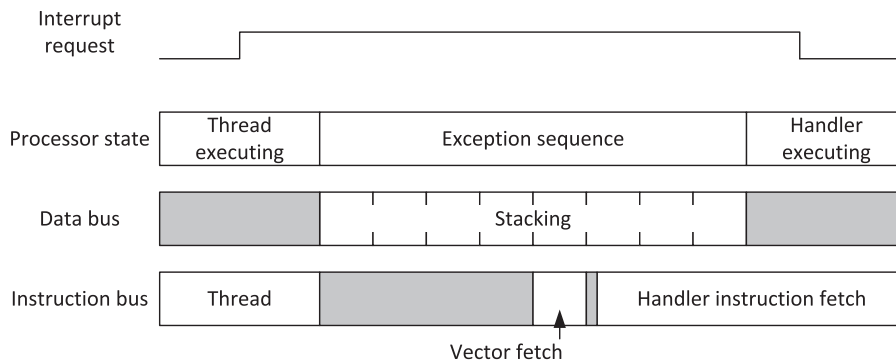 Interrupt
request
Processor state
Thread
executing
Exception sequence
Handler
executing
Data bus
Stacking
Instruction bus
Thread
Handler instruction fetch
Vector fetch